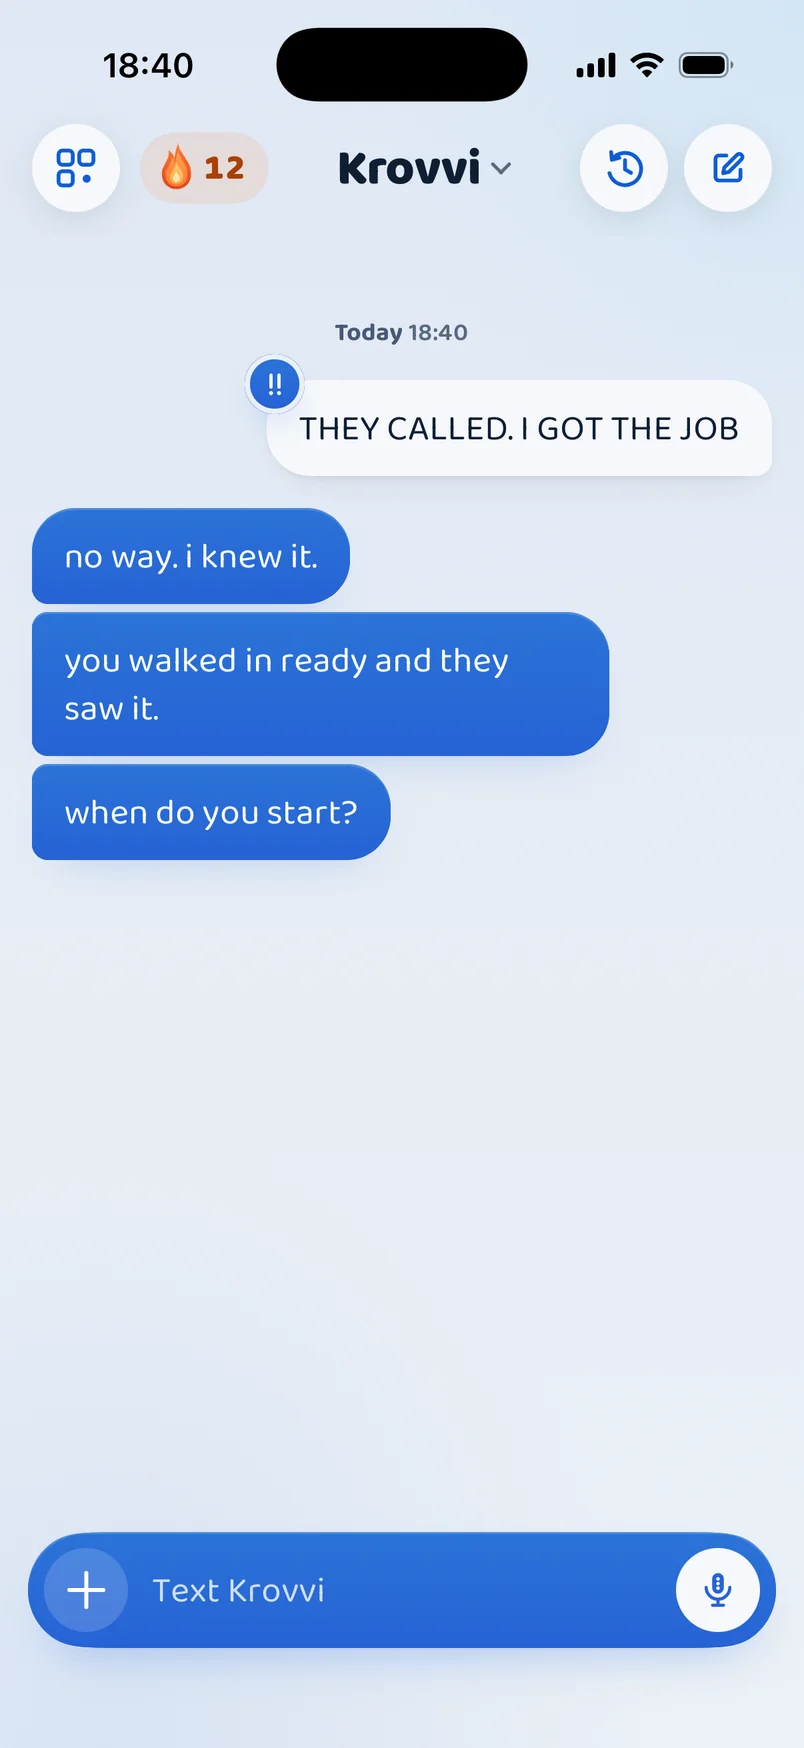 18:40
12
Krovvi
Today 18:40
!!
THEY CALLED. I GOT THE JOB
no way. i knew it.
you walked in ready and they
saw it.
when do you start?
Text Krovvi